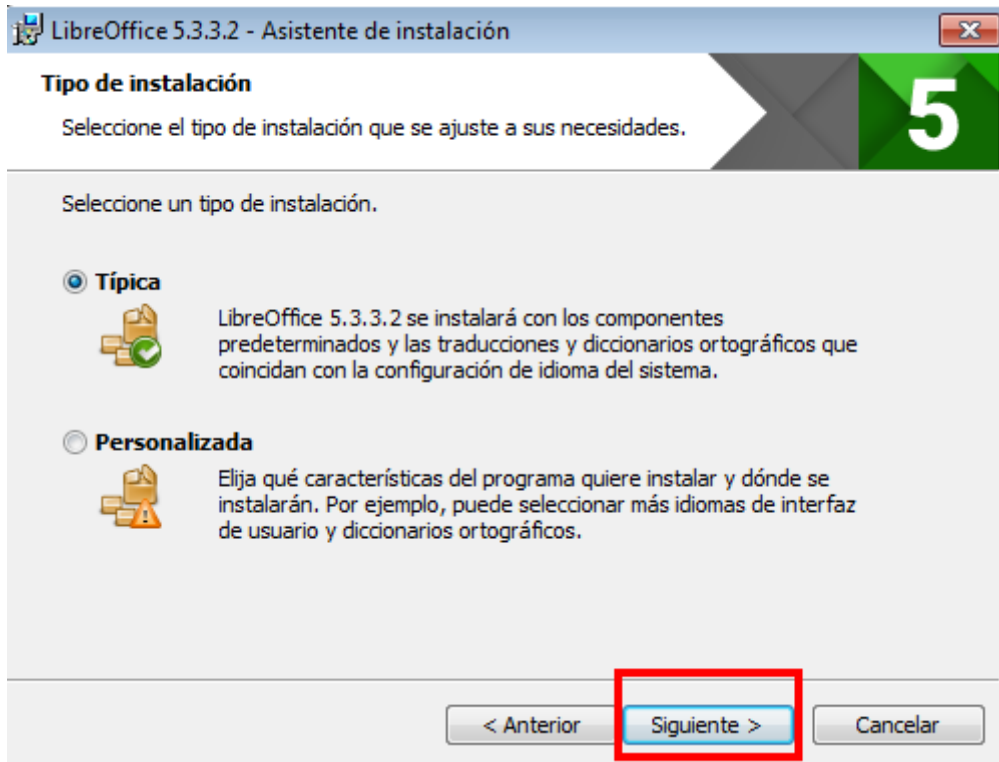 LibreOffice 5.3.3.2 - Asistente de instalación
Tipo de instalación
Seleccione el tipo de instalación que se ajuste a sus necesidades.
5
Seleccione un tipo de instalación.
Típica
LibreOffice 5.3.3.2 se instalará con los componentes
predeterminados y las traducciones y diccionarios ortográficos que
coincidan con la configuración de idioma del sistema.
Personalizada
Elija qué características del programa quiere instalar y dónde se
instalarán. Por ejemplo, puede seleccionar más idiomas de interfaz
de usuario y diccionarios ortográficos.
< Anterior
Siguiente >
Cancelar